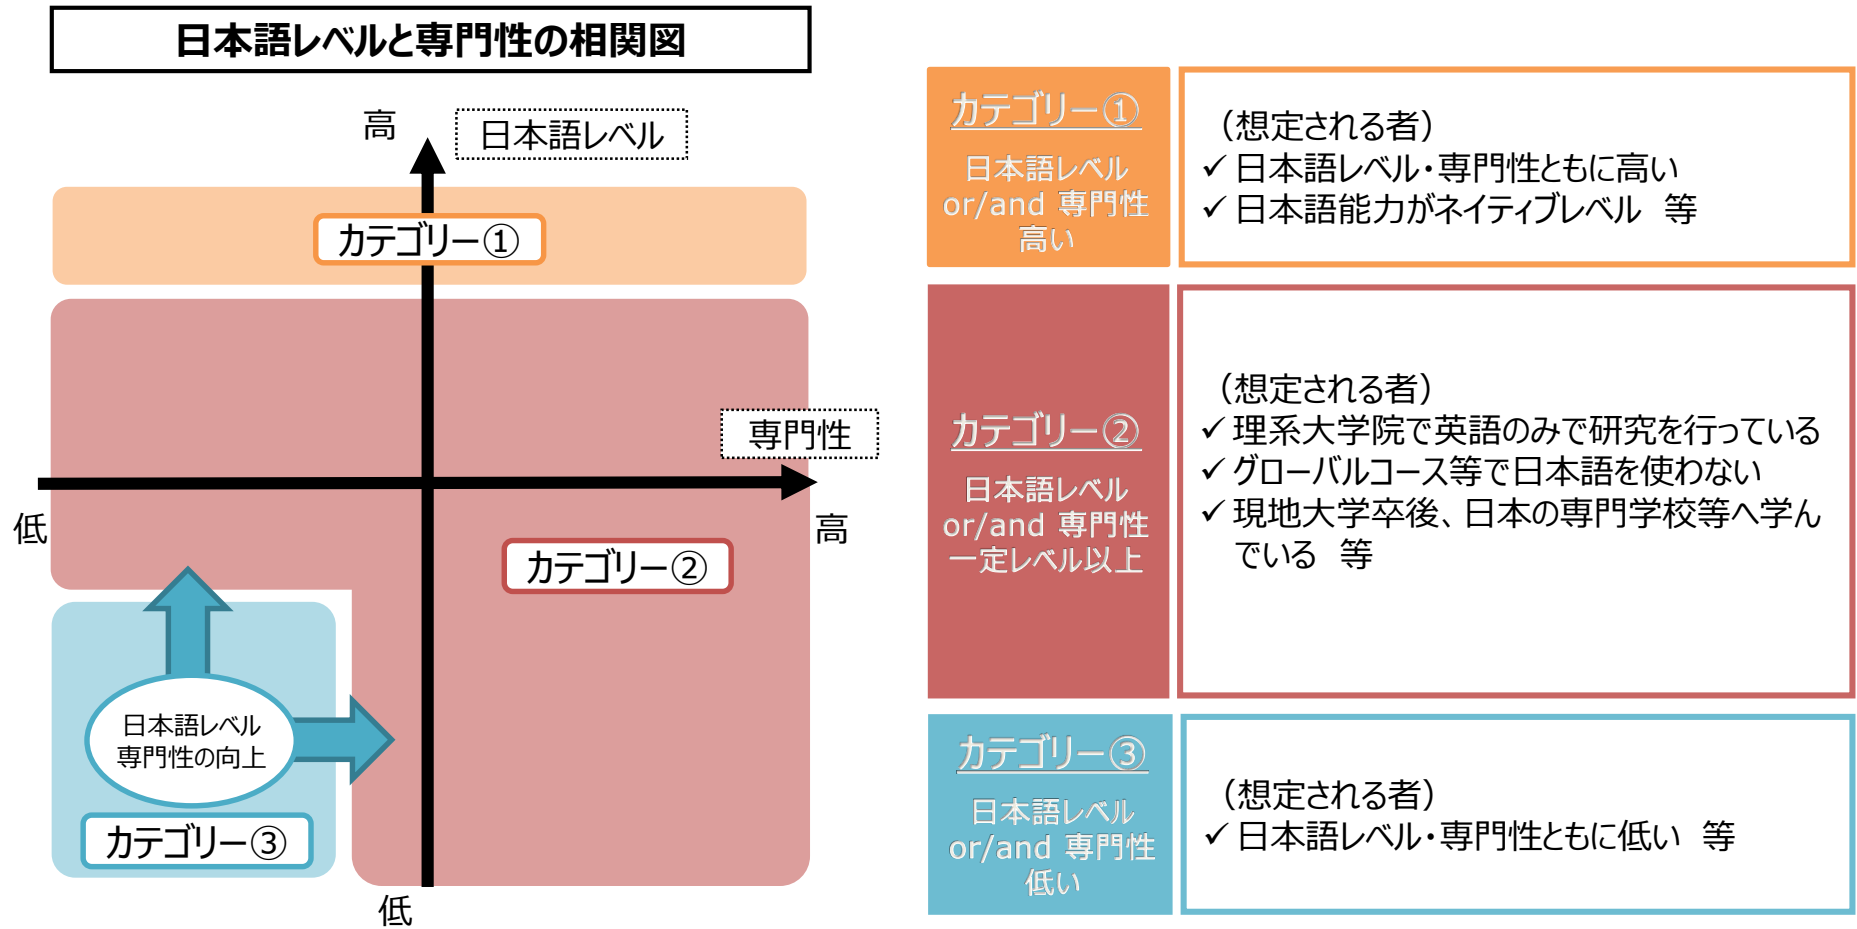 日本語レベルと専門性の相関図
高
日本語レベル
カテゴリー①
専門性
低
高
カテゴリー②
日本語レベル
専門性の向上
カテゴリー③
低
カテゴリー①
日本語レベル
or/and 専門性
高い
（想定される者）
✓日本語レベル・専門性ともに高い
✓日本語能力がネイティブレベル　等
カテゴリー②
日本語レベル
or/and 専門性
一定レベル以上
（想定される者）
✓理系大学院で英語のみで研究を行っている
✓グローバルコース等で日本語を使わない
✓現地大学卒後、日本の専門学校等へ学ん
でいる　等
カテゴリー③
日本語レベル
or/and 専門性
低い
（想定される者）
✓日本語レベル・専門性ともに低い　等